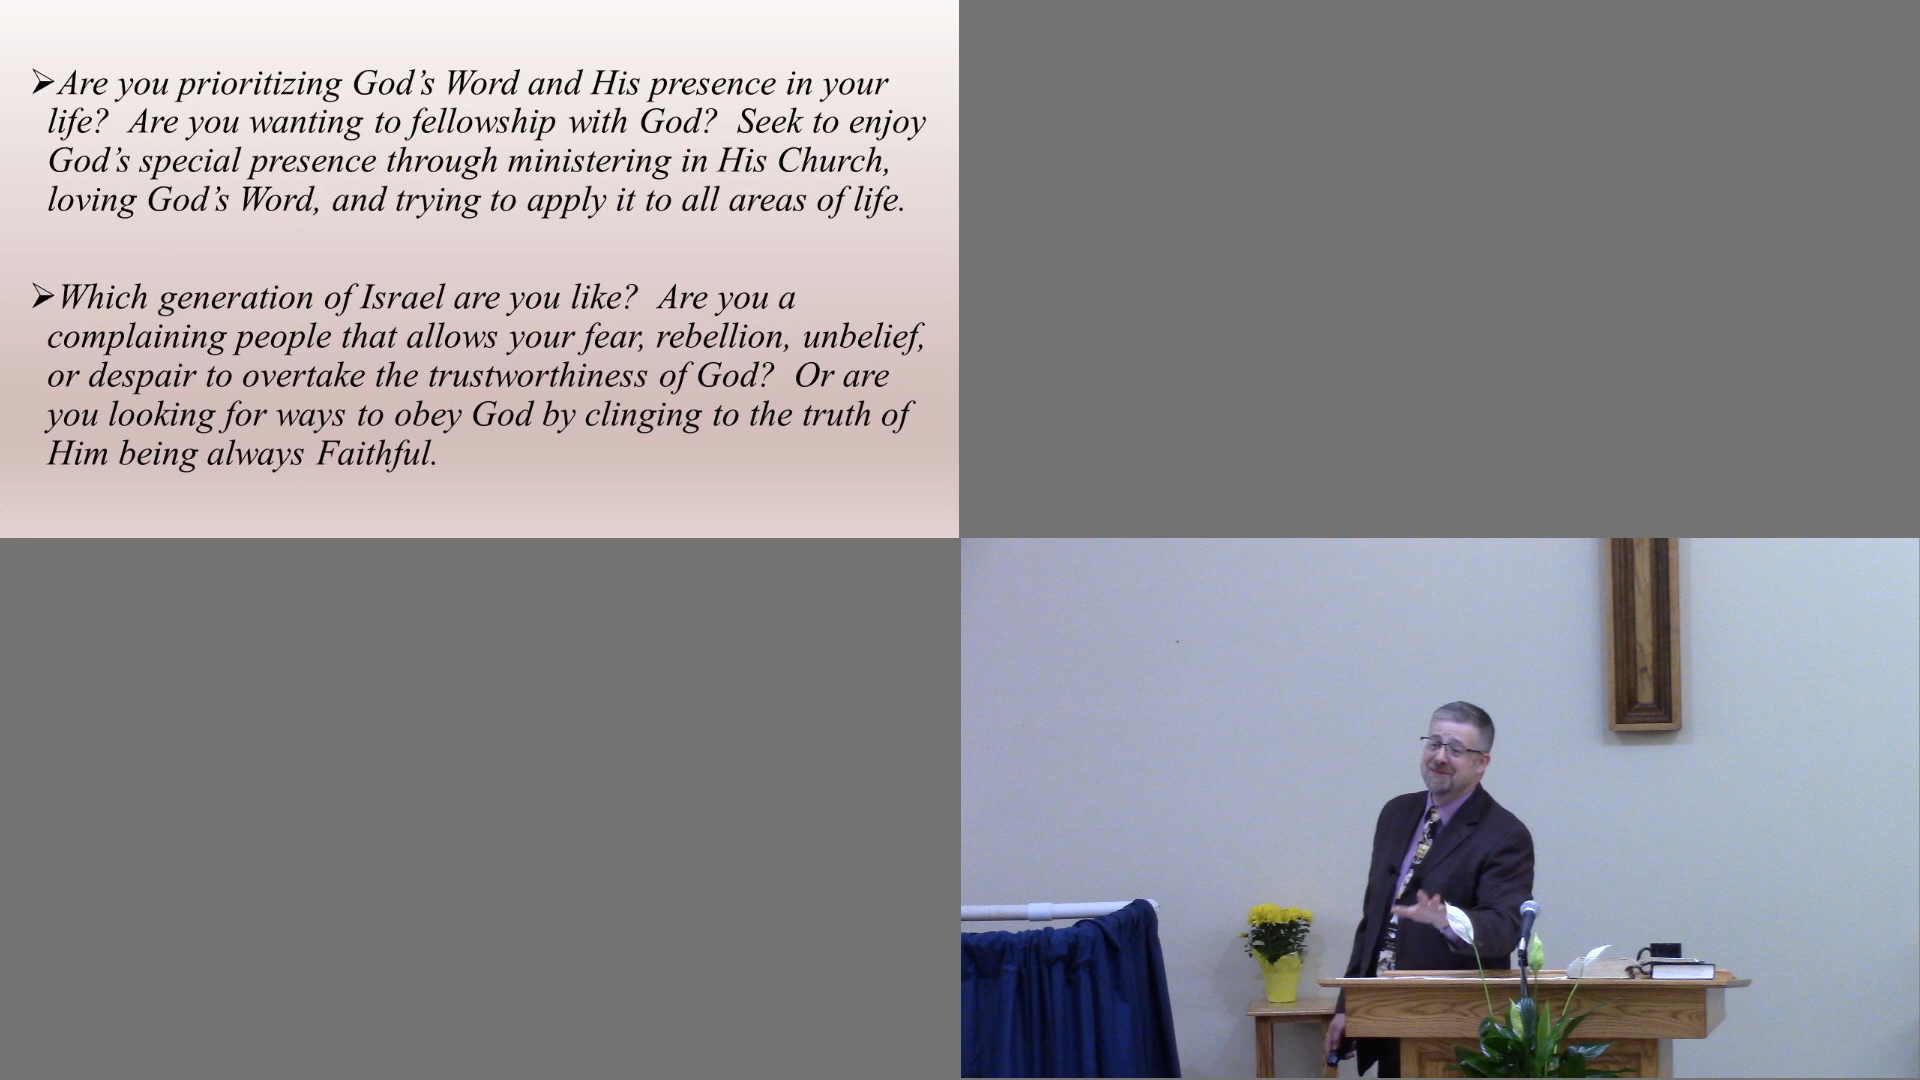 ➢Are you prioritizing God’s Word and His presence in your
life?  Are you wanting to fellowship with God?  Seek to enjoy
God’s special presence through ministering in His Church,
loving God’s Word, and trying to apply it to all areas of life.
➢Which generation of Israel are you like?  Are you a
complaining people that allows your fear, rebellion, unbelief,
or despair to overtake the trustworthiness of God?  Or are
you looking for ways to obey God by clinging to the truth of
Him being always Faithful.